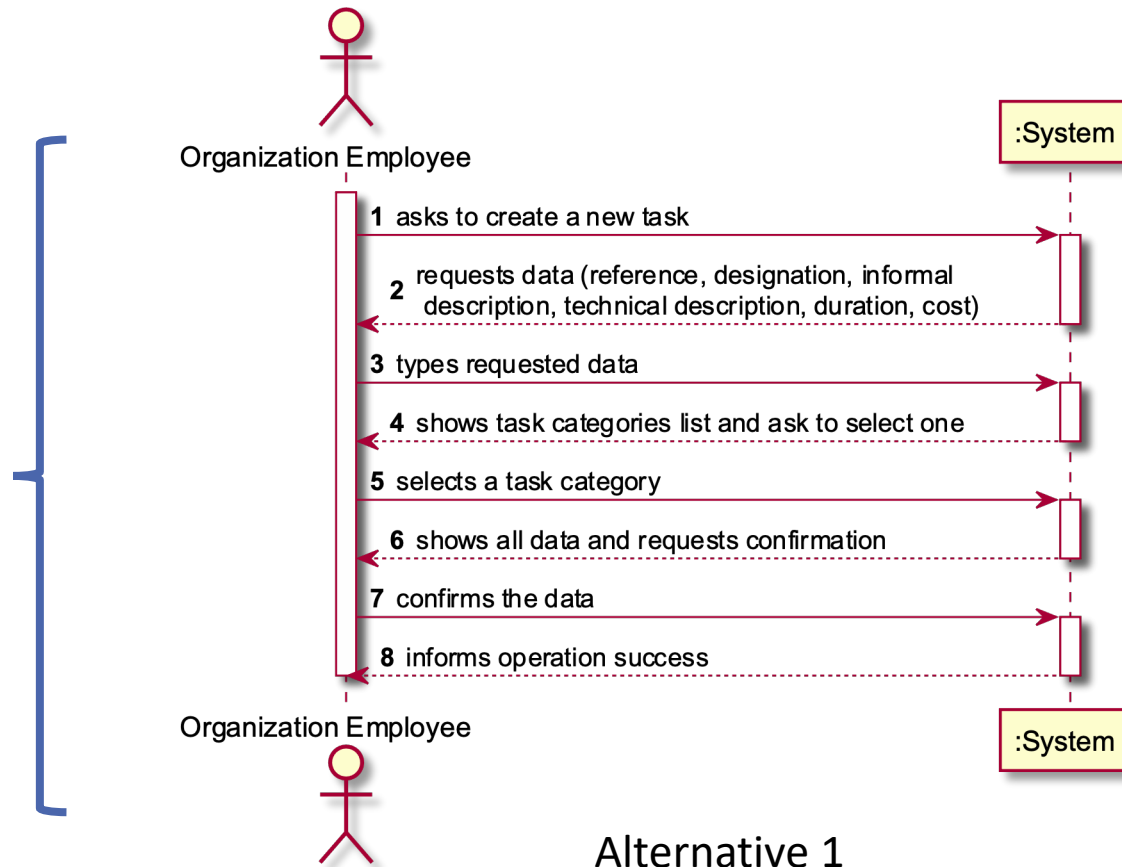 Organization Employee
:System
1 asks to create a new task
2 requests data (reference, designation, informal
description, technical description, duration, cost)
3 types requested data
4 shows task categories list and ask to select one
5 selects a task category
6 shows all data and requests confirmation
7 confirms the data
8 informs operation success
Organization Employee
:System
Alternative 1